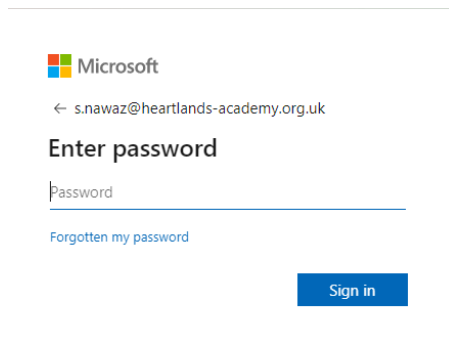 Microsoft
← s.nawaz@heartlands-academy.org.uk
Enter password
Password
Forgotten my password
Sign in